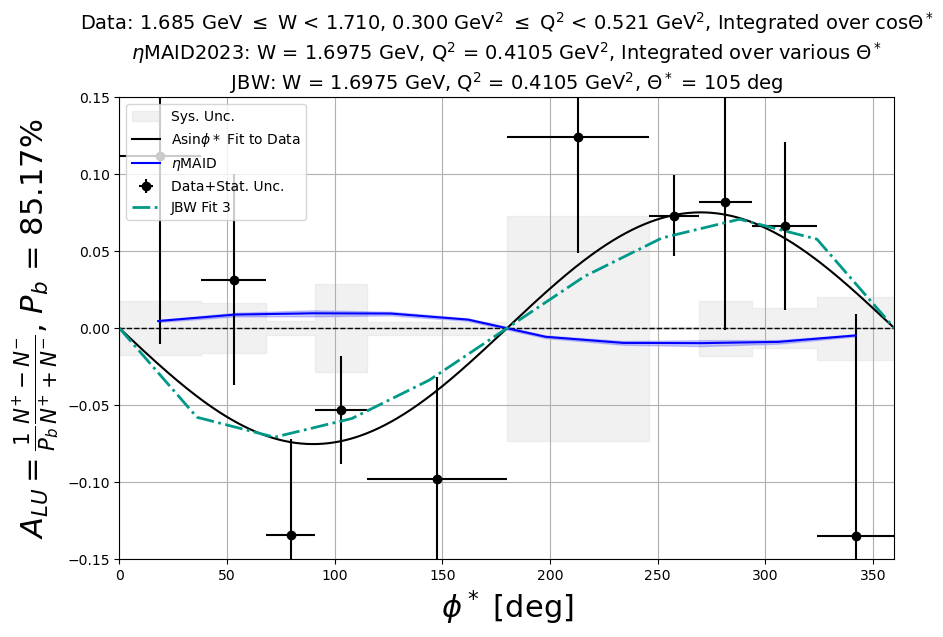 Data: 1.685 GeV ≤ W < 1.710, 0.300 GeV² ≤ Q² < 0.521 GeV², Integrated over cosΘ*
ηMAID2023: W = 1.6975 GeV, Q² = 0.4105 GeV², Integrated over various Θ*
JBW: W = 1.6975 GeV, Q² = 0.4105 GeV², Θ* = 105 deg
A_LU = 1/P_b N⁺ − N⁻/N⁺ + N⁻, P_b = 85.17%
0.15
0.10
0.05
0.00
−0.05
−0.10
−0.15
Sys. Unc.
Asinϕ* Fit to Data
ηMAID
Data+Stat. Unc.
JBW Fit 3
0 50 100 150 200 250 300 350
ϕ* [deg]